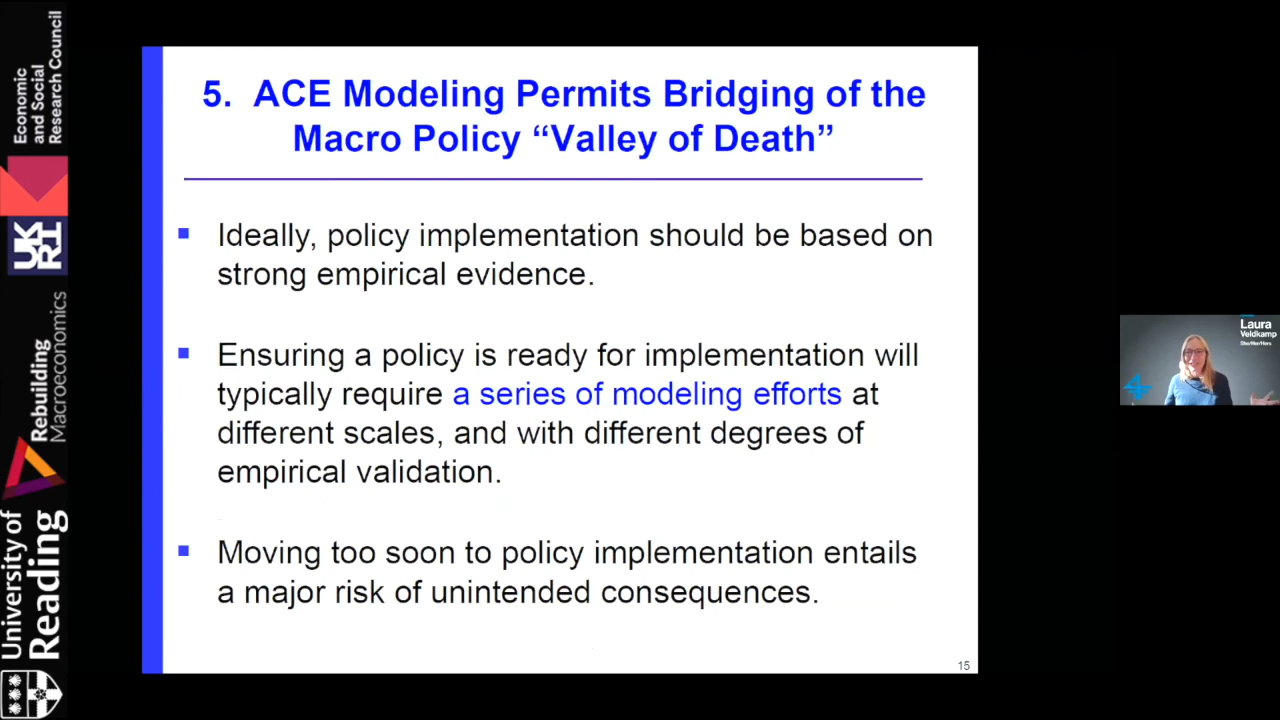 Economic
and Social
Research Council
UK
RI
Rebuilding
Macroeconomics
University of
Reading
5. ACE Modeling Permits Bridging of the
Macro Policy “Valley of Death”
Ideally, policy implementation should be based on
strong empirical evidence.
Ensuring a policy is ready for implementation will
typically require a series of modeling efforts at
different scales, and with different degrees of
empirical validation.
Moving too soon to policy implementation entails
a major risk of unintended consequences.
15
Laura
Veldkamp
She/Her/Hers